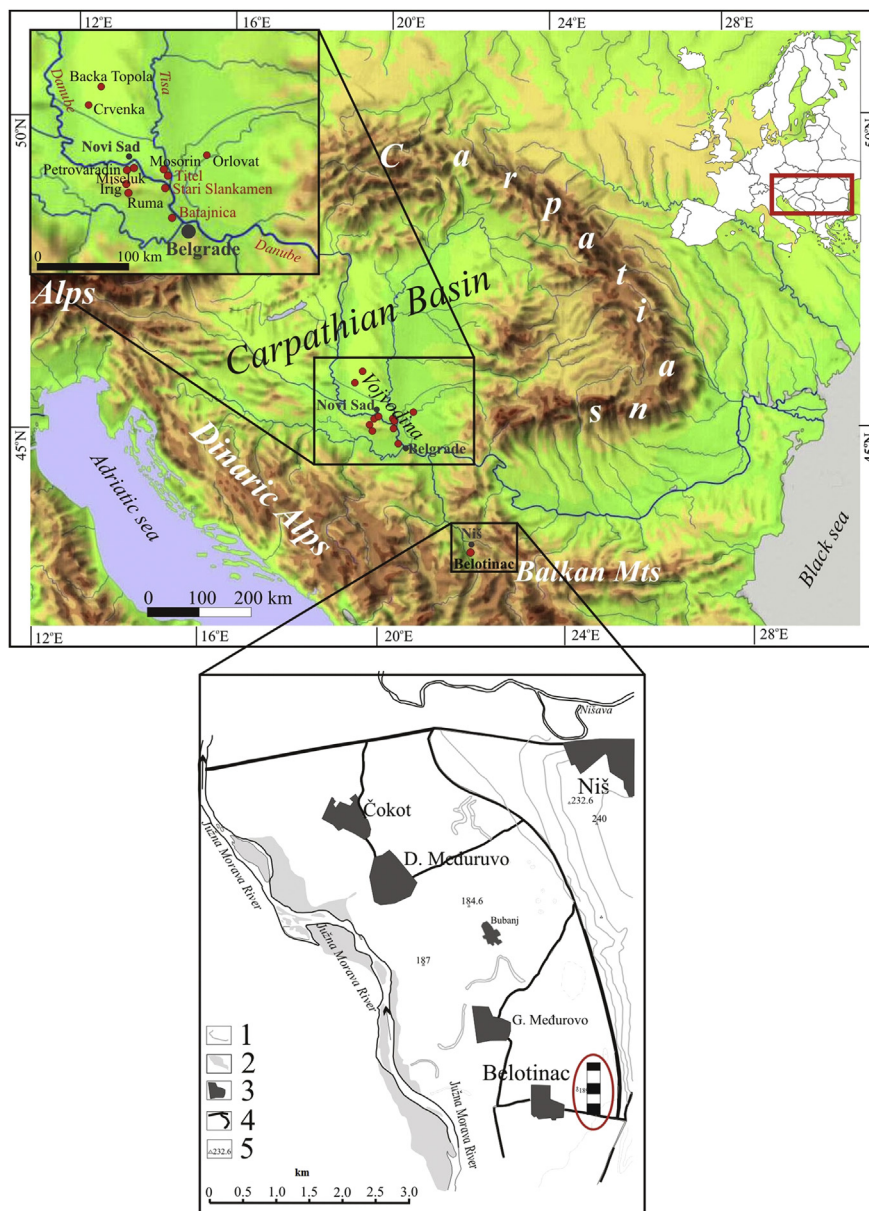 12°E
16°E
20°E
24°E
28°E
50°N
50°N
45°N
45°N
Danube
Tisa
Backa Topola
Crvenka
Novi Sad
Petrovaradin
Mosorin
Orlovat
Miseluk
Titel
Irig
Stari Slankamen
Ruma
Batajnica
Belgrade
Danube
0 100 km
Alps
Carpathian Basin
Carpatians
Vojvodina
Novi Sad
Belgrade
Dinaric Alps
Adriatic sea
Niš
Belotinac
Balkan Mts
Black sea
0 100 200 km
12°E
16°E
20°E
24°E
28°E
Nišava
Niš
232.6
240
Čokot
D. Međuruvo
Južna Morava River
184.6
Bubanj
187
Južna Morava River
G. Međurovo
Belotinac
Južna Morava River
1
2
3
4
232.6 5
km
0 0.5 1.0 2.0 3.0